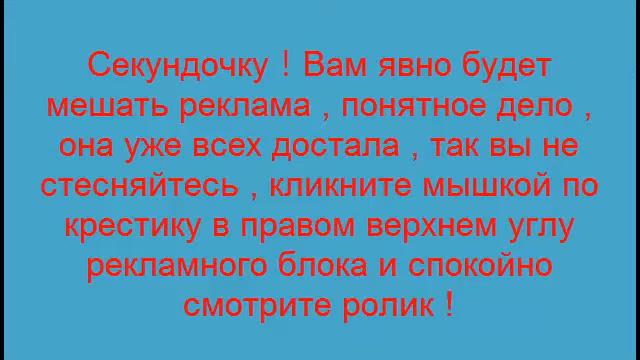 Секундочку ! Вам явно будет
мешать реклама , понятное дело ,
она уже всех достала , так вы не
стесняйтесь , кликните мышкой по
крестику в правом верхнем углу
рекламного блока и спокойно
смотрите ролик !